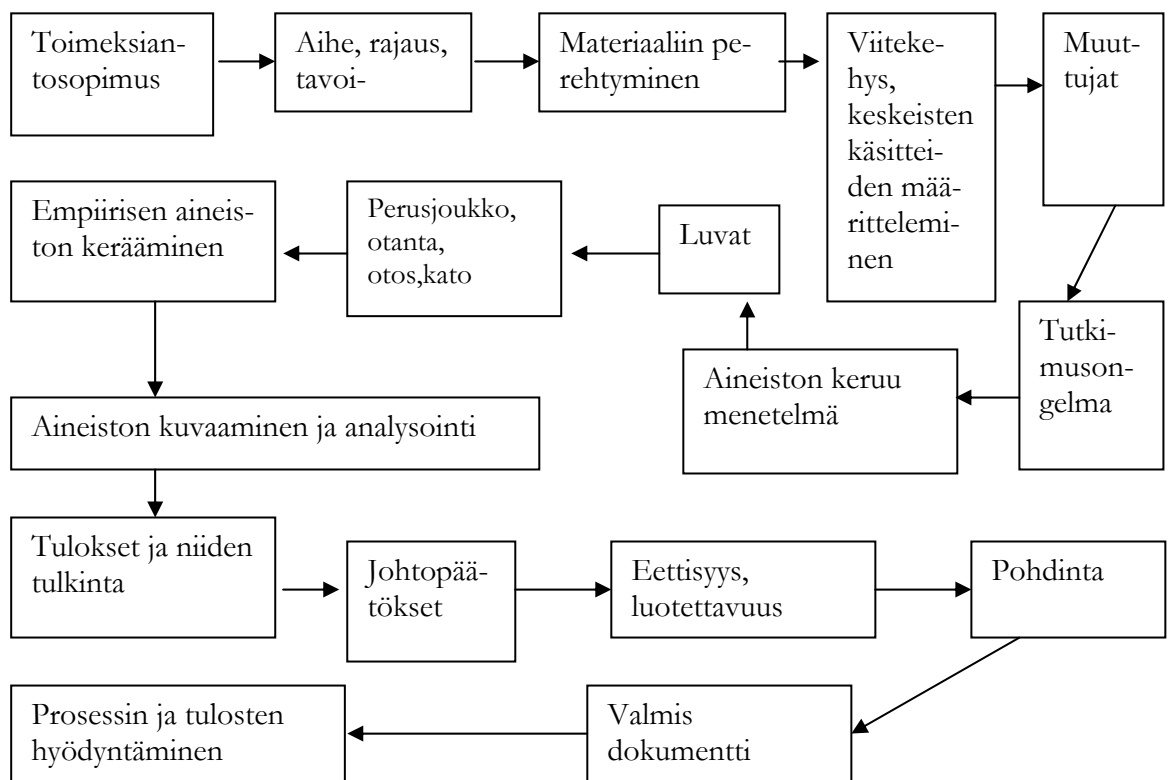 Toimeksian-
tosopimus
Aihe, rajaus,
tavoi-
Materiaaliin pe-
rehtyminen
Viiteke-
hys,
keskeisten
käsittei-
den mää-
rittelemi-
nen
Muut-
tujat
Tutki-
muson-
gelma
Aineiston keruu
menetelmä
Luvat
Perusjoukko,
otanta,
otos,kato
Empiirisen aineis-
ton kerääminen
Aineiston kuvaaminen ja analysointi
Tulokset ja niiden
tulkinta
Johtopää-
tökset
Eettisyys,
luotettavuus
Pohdinta
Valmis
dokumentti
Prosessin ja tulosten
hyödyntäminen